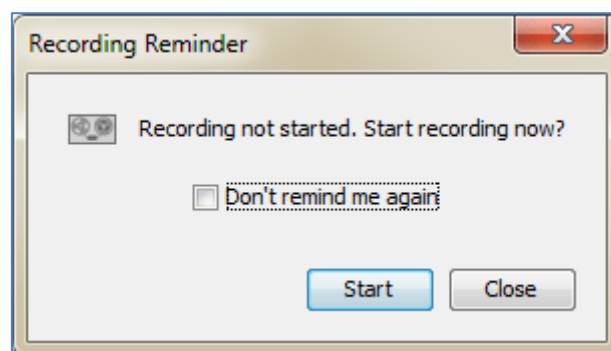 Recording Reminder
Recording not started. Start recording now?
Don't remind me again
Start
Close